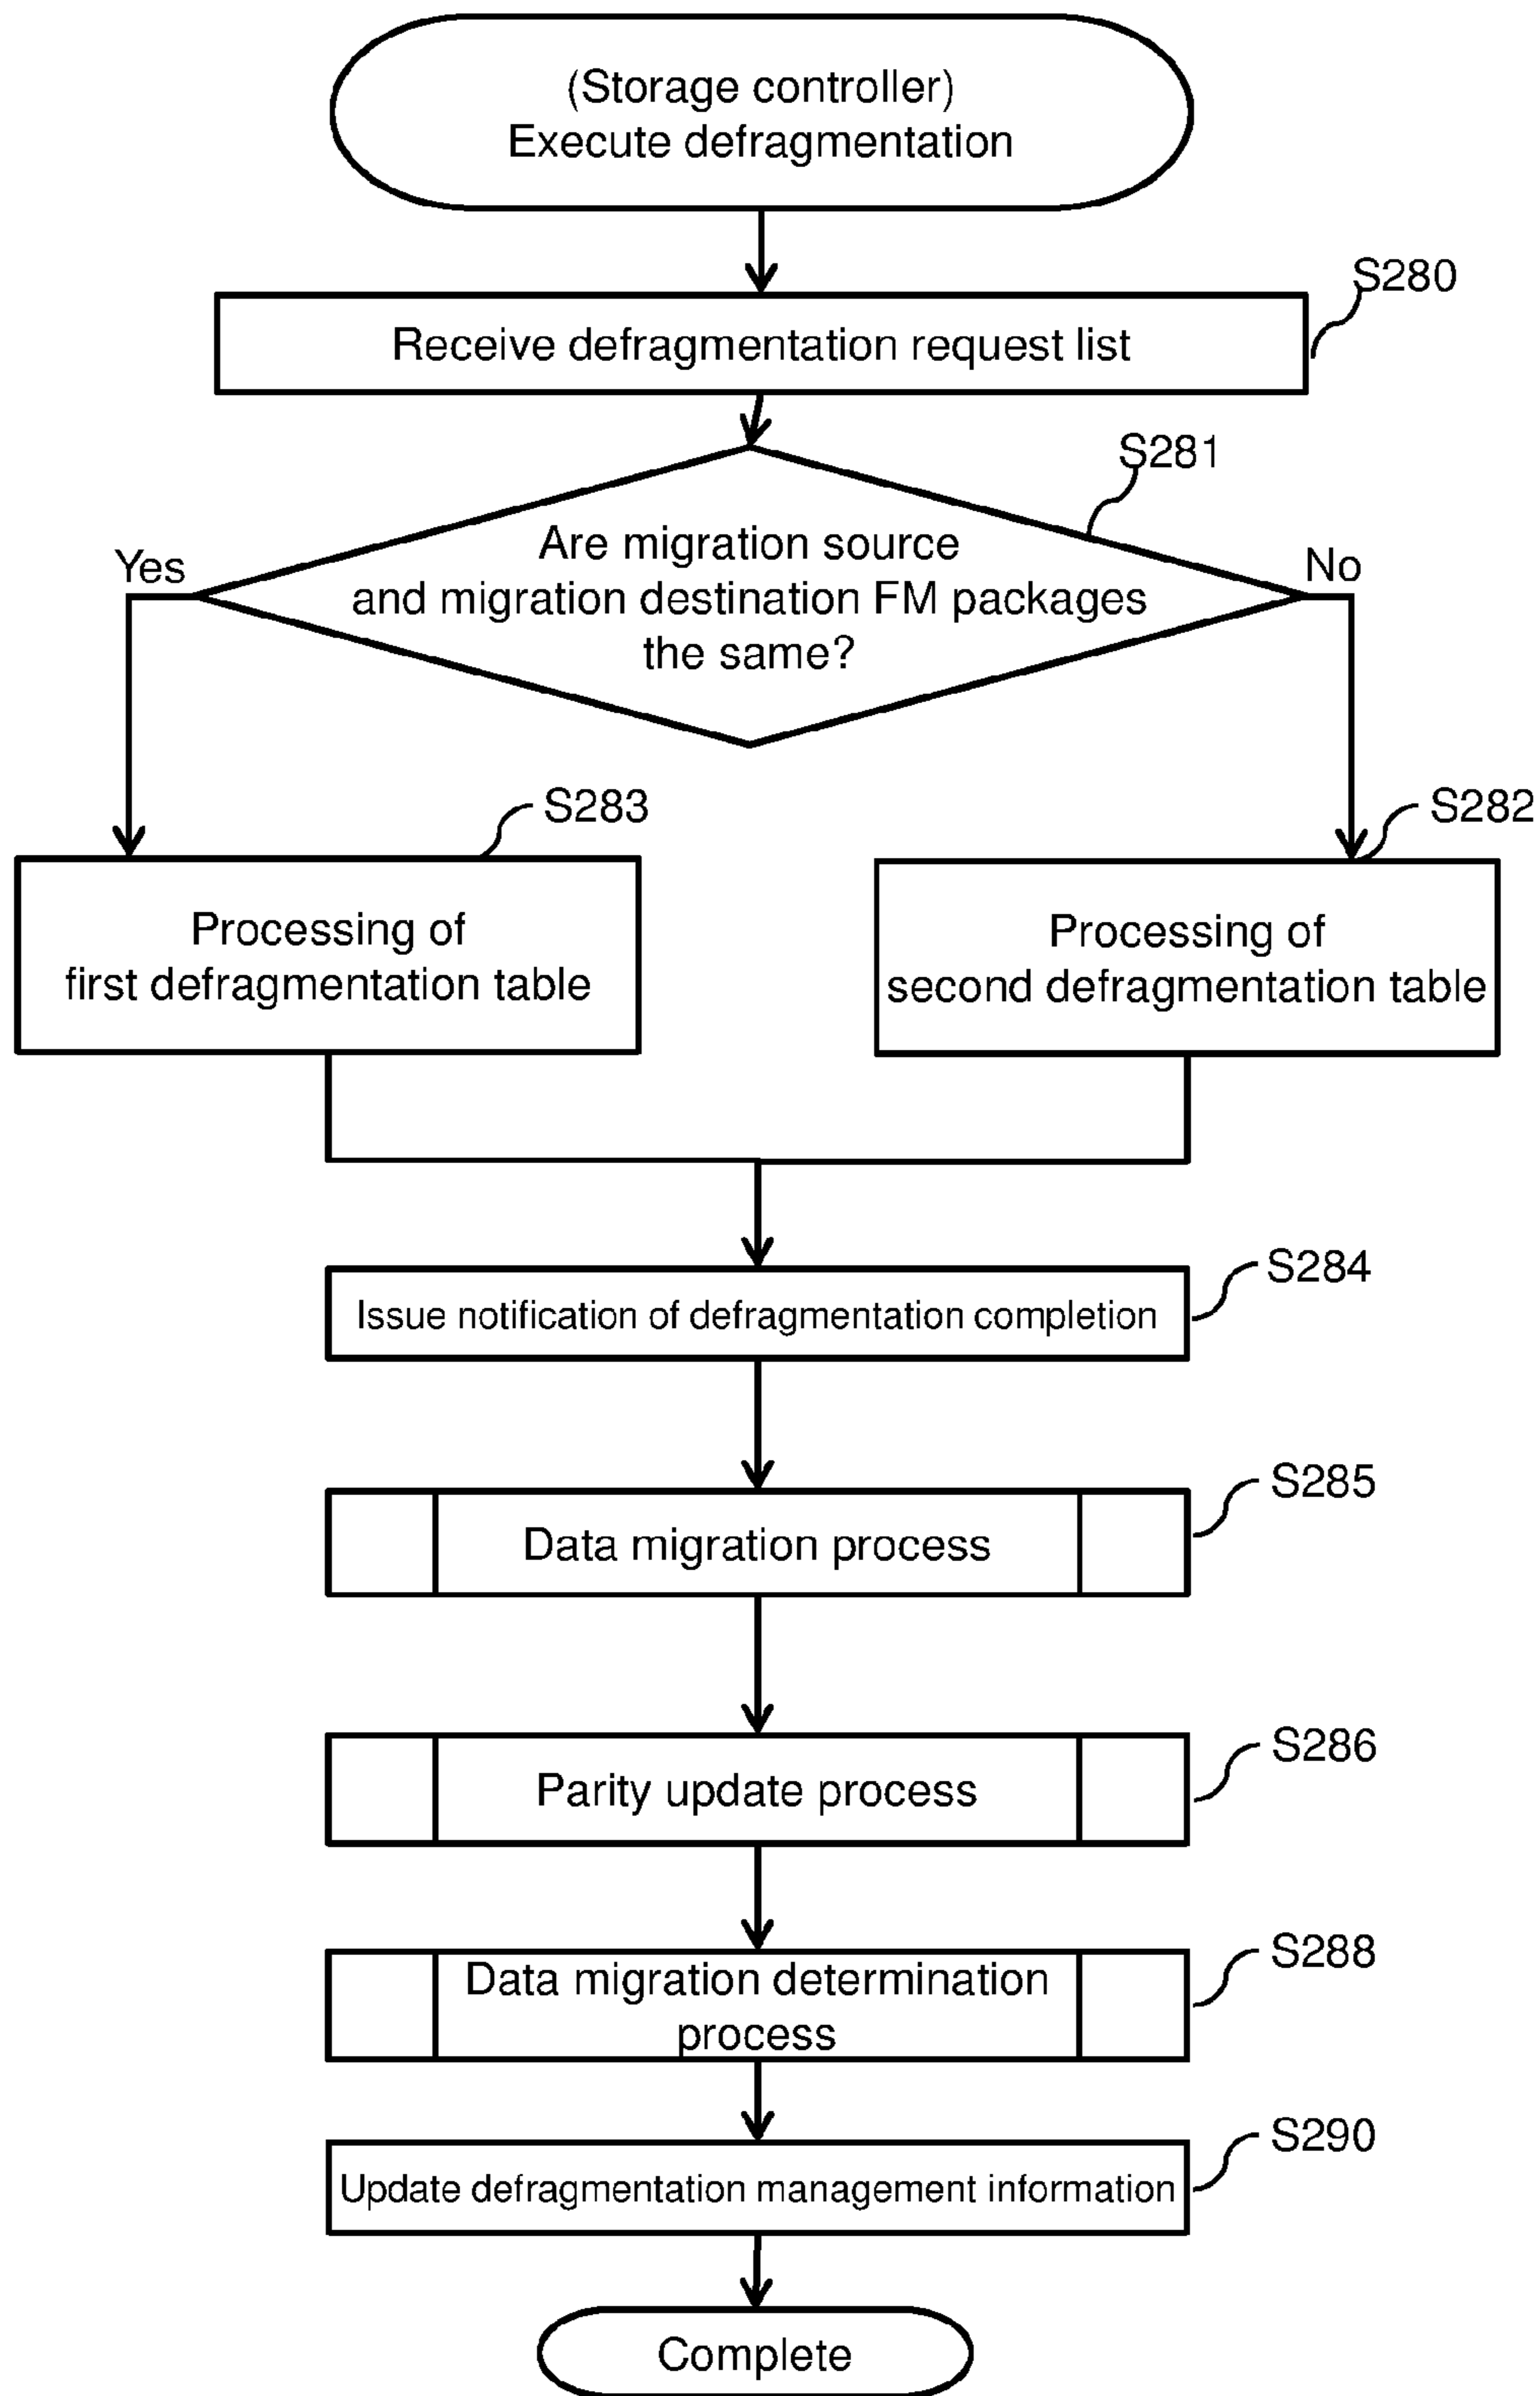 (Storage controller)
Execute defragmentation
S280
Receive defragmentation request list
S281
Are migration source
and migration destination FM packages
the same?
Yes
No
S283
Processing of
first defragmentation table
S282
Processing of
second defragmentation table
S284
Issue notification of defragmentation completion
S285
Data migration process
S286
Parity update process
S288
Data migration determination
process
S290
Update defragmentation management information
Complete